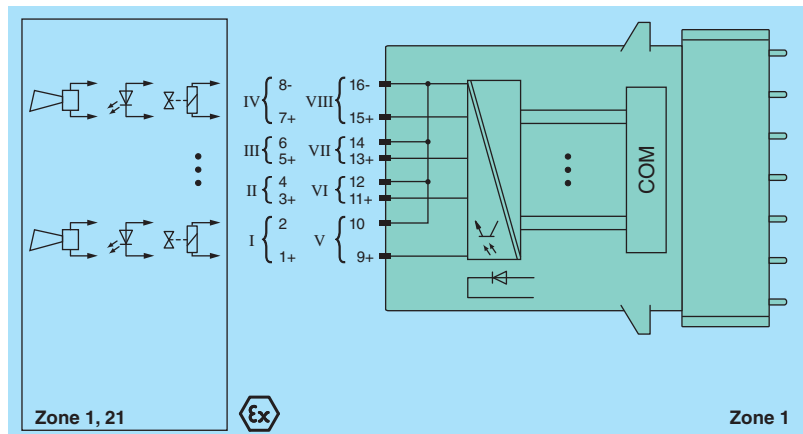 IV 8- VIII 16-
7+ 15+
III 6 VII 14
5+ 13+
II 4 VI 12
3+ 11+
I 2 V 10
1+ 9+
COM
Zone 1, 21
Ex
Zone 1